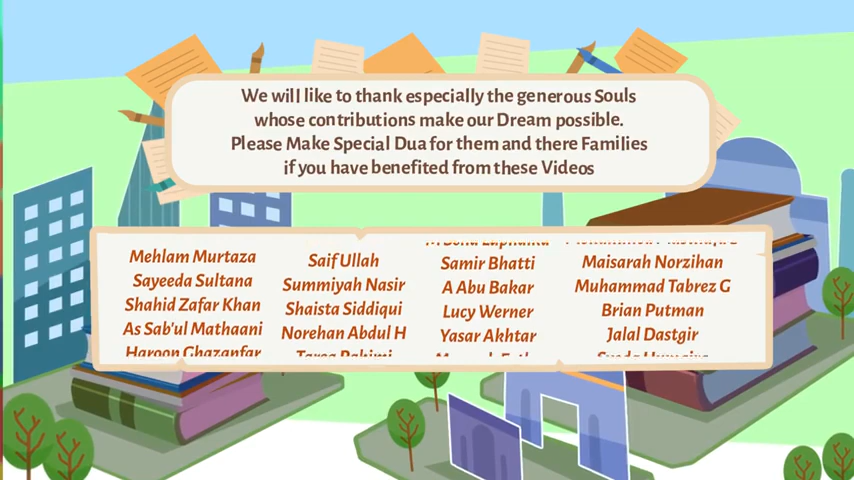 We will like to thank especially the generous Souls
whose contributions make our Dream possible.
Please Make Special Dua for them and there Families
if you have benefited from these Videos
Mehlam Murtaza
Sayeeda Sultana
Shahid Zafar Khan
As Sab'ul Mathaani
Haroon Ghazanfar
Saif Ullah
Summiyah Nasir
Shaista Siddiqui
Norehan Abdul H
Samir Bhatti
A Abu Bakar
Lucy Werner
Yasar Akhtar
Maisarah Norzihan
Muhammad Tabrez G
Brian Putman
Jalal Dastgir